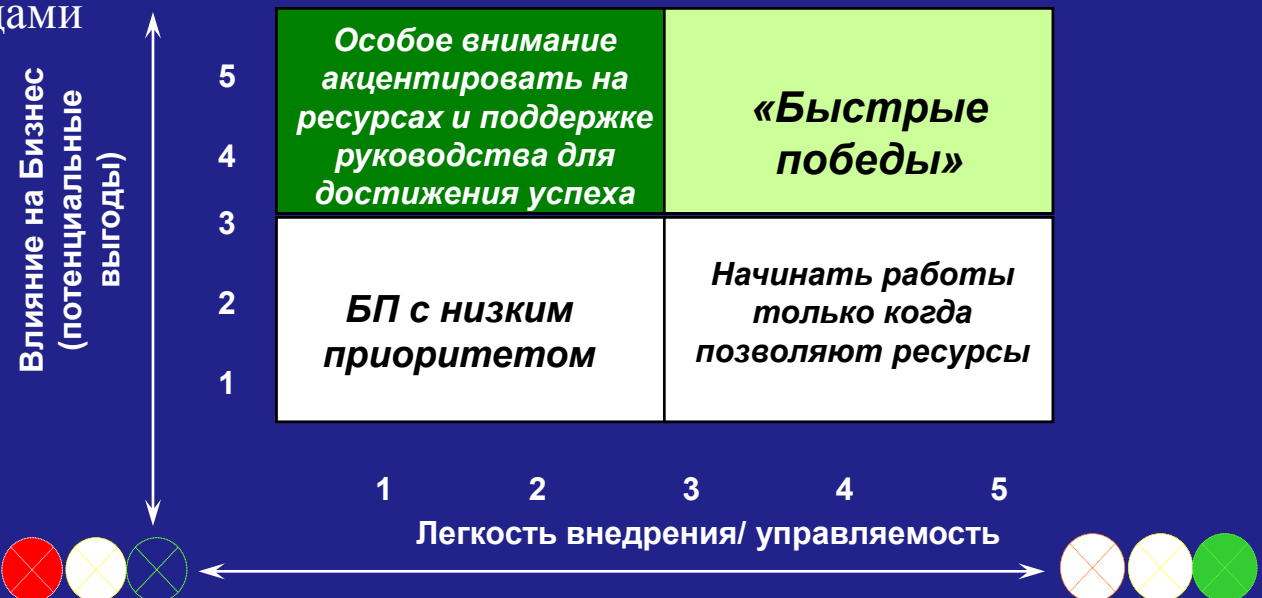 дами
Влияние на Бизнес
(потенциальные
выгоды)
5
4
3
2
1
Особое внимание
акцентировать на
ресурсах и поддержке
руководства для
достижения успеха
«Быстрые
победы»
БП с низким
приоритетом
Начинать работы
только когда
позволяют ресурсы
1 2 3 4 5
Легкость внедрения/ управляемость